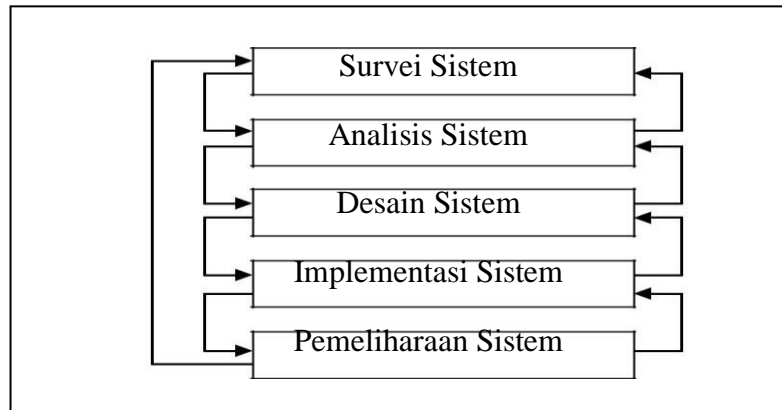 Survei Sistem
Analisis Sistem
Desain Sistem
Implementasi Sistem
Pemeliharaan Sistem